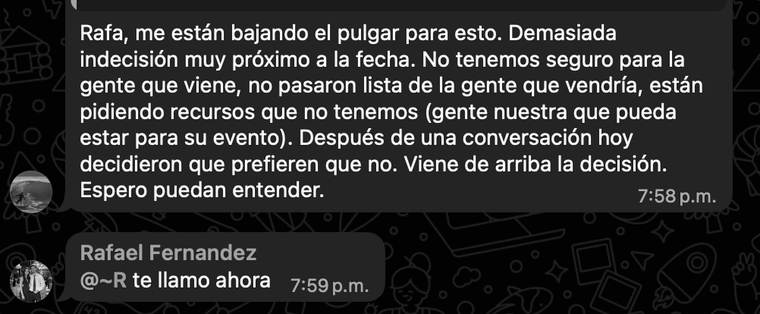 Rafa, me están bajando el pulgar para esto. Demasiada
indecisión muy próximo a la fecha. No tenemos seguro para la
gente que viene, no pasaron lista de la gente que vendría, están
pidiendo recursos que no tenemos (gente nuestra que pueda
estar para su evento). Después de una conversación hoy
decidieron que prefieren que no. Viene de arriba la decisión.
Espero puedan entender.
7:58 p.m.
Rafael Fernandez
@~R te llamo ahora
7:59 p.m.